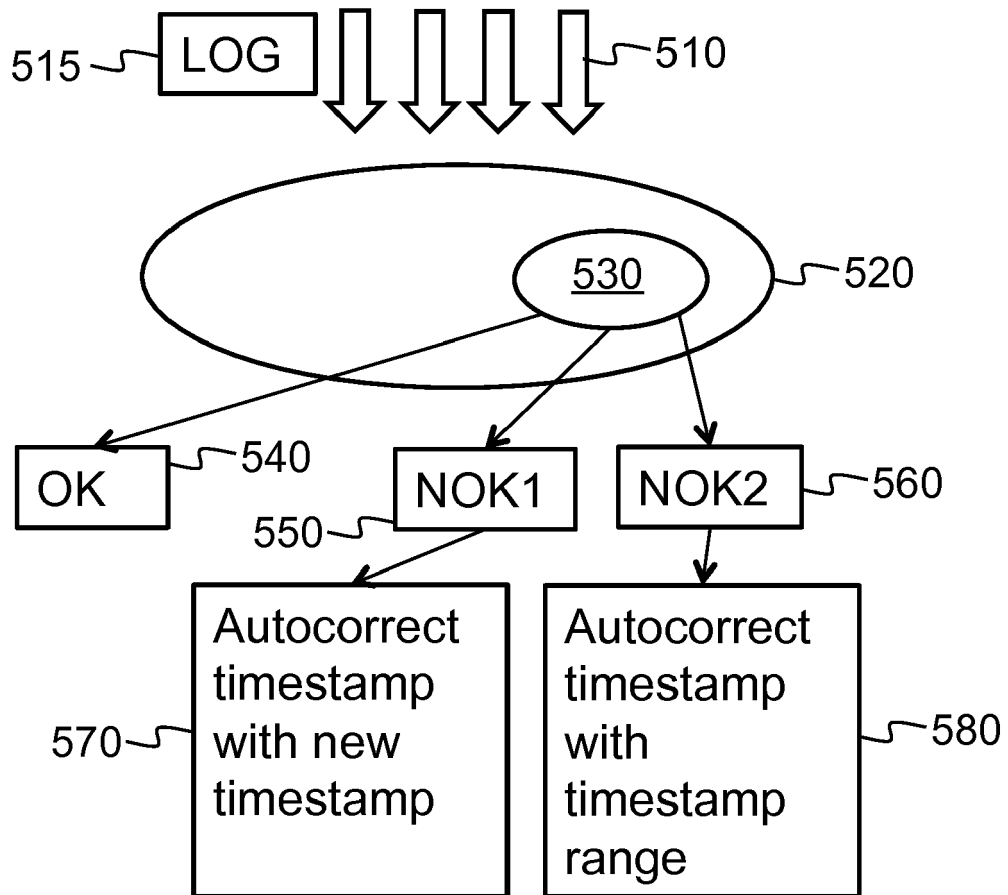 515
LOG
510
530
520
OK
540
NOK1
550
NOK2
560
Autocorrect
timestamp
with new
timestamp
570
Autocorrect
timestamp
with
timestamp
range
580